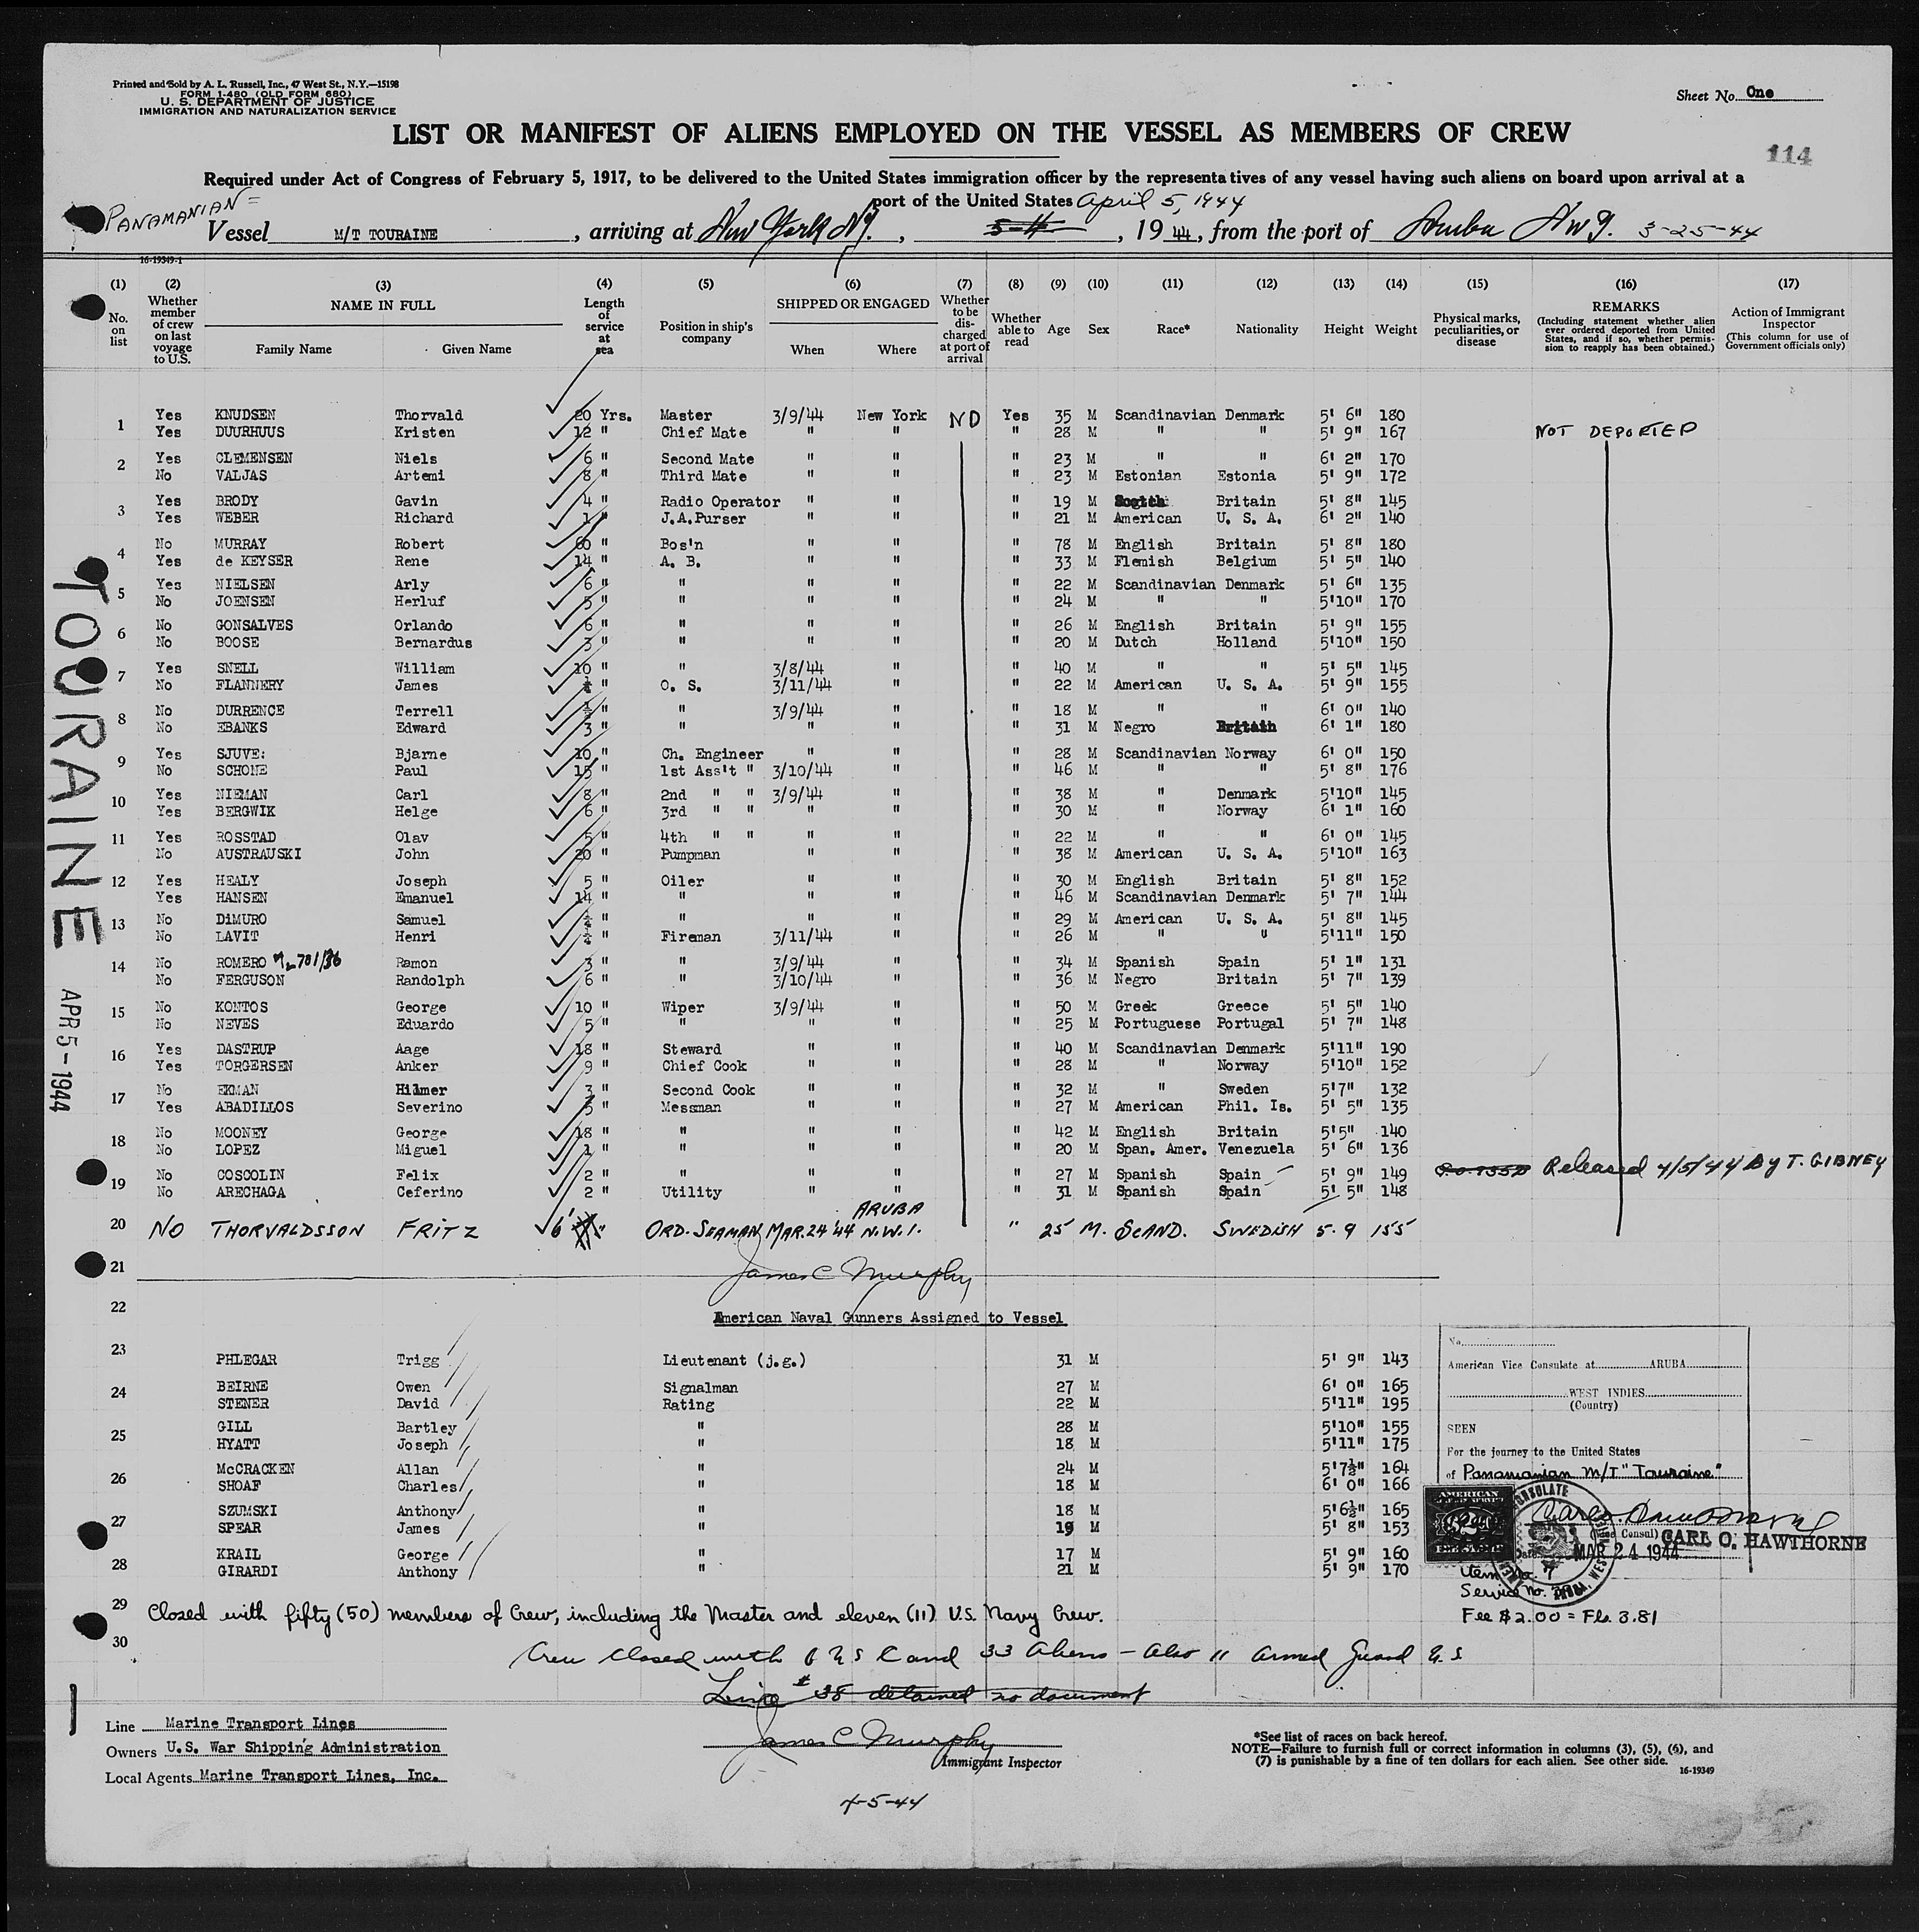 Printed and Sold by A. L. Russell, Inc., 47 West St., N.Y.—15198
FORM I-480 (OLD FORM 680)
U. S. DEPARTMENT OF JUSTICE
IMMIGRATION AND NATURALIZATION SERVICE
Sheet No. One
LIST OR MANIFEST OF ALIENS EMPLOYED ON THE VESSEL AS MEMBERS OF CREW
114
Required under Act of Congress of February 5, 1917, to be delivered to the United States immigration officer by the representatives of any vessel having such aliens on board upon arrival at a
port of the United States April 5, 1944
PANAMANIAN
Vessel M/T TOURAINE, arriving at New York NY., 1944, from the port of Aruba NWI. 3-25-44
16-19349-1
(1) (2) (3) (4) (5) (6) (7) (8) (9) (10) (11) (12) (13) (14) (15) (16) (17)
No. on list
Whether member of crew on last voyage to U.S.
NAME IN FULL
Family Name Given Name
Length of service at sea
Position in ship's company
SHIPPED OR ENGAGED
When Where
Whether to be discharged at port of arrival
Whether able to read
Age Sex Race* Nationality Height Weight
Physical marks, peculiarities, or disease
REMARKS
(Including statement whether alien ever ordered deported from United States, and if so, whether permission to reapply has been obtained.)
Action of Immigrant Inspector
(This column for use of Government officials only)
1 Yes KNUDSEN Thorvald 20 Yrs. Master 3/9/44 New York NO Yes 35 M Scandinavian Denmark 5' 6" 180
Yes DUURHUUS Kristen 12 " Chief Mate " " " 28 M " " 5' 9" 167 NOT DEPORTED
2 Yes CLEMENSEN Niels 6 " Second Mate " " " 23 M " " 6' 2" 170
No VALJAS Artemi 8 " Third Mate " " " 23 M Estonian Estonia 5' 9" 172
3 Yes BRODY Gavin 4 " Radio Operator " " " 19 M Britain 5' 8" 145
Yes WEBER Richard 1 " J.A.Purser " " " 21 M American U. S. A. 6' 2" 140
4 No MURRAY Robert 60 " Bos'n " " " 78 M English Britain 5' 8" 180
Yes de KEYSER Rene 14 " A. B. " " " 33 M Flemish Belgium 5' 5" 140
5 Yes NIELSEN Arly 6 " " " " " 22 M Scandinavian Denmark 5' 6" 135
No JOENSEN Herluf 5 " " " " " 24 M " " 5'10" 170
6 No GONSALVES Orlando 6 " " " " " 26 M English Britain 5' 9" 155
No BOOSE Bernardus 3 " " " " " 20 M Dutch Holland 5'10" 150
7 Yes SNELL William 10 " " 3/8/44 " " 40 M " " 5' 5" 145
No FLANNERY James " O. S. 3/11/44 " " 22 M American U. S. A. 5' 9" 155
8 No DURRENCE Terrell ½ " " 3/9/44 " " 18 M " " 6' 0" 140
No EBANKS Edward 3 " " " " " 31 M Negro Britain 6' 1" 180
9 Yes SJUVE: Bjarne 10 " Ch. Engineer " " " 28 M Scandinavian Norway 6' 0" 150
No SCHONE Paul 15 " 1st Ass't " 3/10/44 " " 46 M " " 5' 8" 176
10 Yes NIEMAN Carl 8 " 2nd " " 3/9/44 " " 38 M " Denmark 5'10" 145
Yes BERGWIK Helge 6 " 3rd " " " " " 30 M " Norway 6' 1" 160
11 Yes ROSSTAD Olav 5 " 4th " " " " " 22 M " " 6' 0" 145
No AUSTRAUSKI John 20 " Pumpman " " " 38 M American U. S. A. 5'10" 163
12 Yes HEALY Joseph 5 " Oiler " " " 30 M English Britain 5' 8" 152
Yes HANSEN Emanuel 14 " " " " " 46 M Scandinavian Denmark 5' 7" 144
13 No DiMURO Samuel " " " " " 29 M American U. S. A. 5' 8" 145
No LAVIT Henri " Fireman 3/11/44 " " 26 M " " 5'11" 150
14 No ROMERO 781/36 Ramon 3 " " 3/9/44 " " 34 M Spanish Spain 5' 1" 131
No FERGUSON Randolph 6 " " 3/10/44 " " 36 M Negro Britain 5' 7" 139
15 No KONTOS George 10 " Wiper 3/9/44 " " 50 M Greek Greece 5' 5" 140
No NEVES Eduardo 5 " " " " " 25 M Portuguese Portugal 5' 7" 148
16 Yes DASTRUP Aage 18 " Steward " " " 40 M Scandinavian Denmark 5'11" 190
Yes TORGERSEN Anker 9 " Chief Cook " " " 28 M " Norway 5'10" 152
17 No EKMAN Hilmer 3 " Second Cook " " " 32 M " Sweden 5'7" 132
Yes ABADILLOS Severino 5 " Messman " " " 27 M American Phil. Is. 5' 5" 135
18 No MOONEY George 18 " " " " " 42 M English Britain 5'5" 140
No LOPEZ Miguel 1 " " " " " 20 M Span. Amer. Venezuela 5' 6" 136
19 No COSCOLIN Felix 2 " " " " " 27 M Spanish Spain 5' 9" 149 Released 4/5/44 By T. GIBNEY
No ARECHAGA Ceferino 2 " Utility " " " 31 M Spanish Spain 5' 5" 148
20 NO THORVALDSSON FRITZ 6 " ORD. SEAMAN MAR. 24 '44 ARUBA N.W.I. " 25 M. SCAND. SWEDISH 5.9 155
21
James C Murphy
22
American Naval Gunners Assigned to Vessel
23 PHLEGAR Trigg Lieutenant (j.g.) 31 M 5' 9" 143
24 BEIRNE Owen Signalman 27 M 6' 0" 165
STENER David Rating 22 M 5'11" 195
25 GILL Bartley " 28 M 5'10" 155
HYATT Joseph " 18 M 5'11" 175
26 McCRACKEN Allan " 24 M 5'7½" 164
SHOAF Charles " 18 M 6' 0" 166
27 SZUMSKI Anthony " 18 M 5'6½" 165
SPEAR James " 19 M 5' 8" 153
28 KRAIL George " 17 M 5' 9" 160
GIRARDI Anthony " 21 M 5' 9" 170
No.
American Vice Consulate at ARUBA
WEST INDIES
(Country)
SEEN
For the journey to the United States
of Panamanian M/T "Touraine"
(Vice Consul) CARL O. HAWTHORNE
Date MAR 24 1944
Item No. 7
Service No.
Fee $2.00 = Fls. 3.81
29 Closed with fifty (50) members of Crew, including the Master and eleven (11) U.S. Navy Crew.
30
Crew Closed with 6 U S C and 33 Aliens - Also 11 Armed Guard U.S
Line # 38 detained no document
Line Marine Transport Lines
Owners U.S. War Shipping Administration
Local Agents Marine Transport Lines, Inc.
James C Murphy
Immigrant Inspector
4-5-44
*See list of races on back hereof.
NOTE—Failure to furnish full or correct information in columns (3), (5), (6), and
(7) is punishable by a fine of ten dollars for each alien. See other side.
16-19349
TOURAINE
APR 5-1944